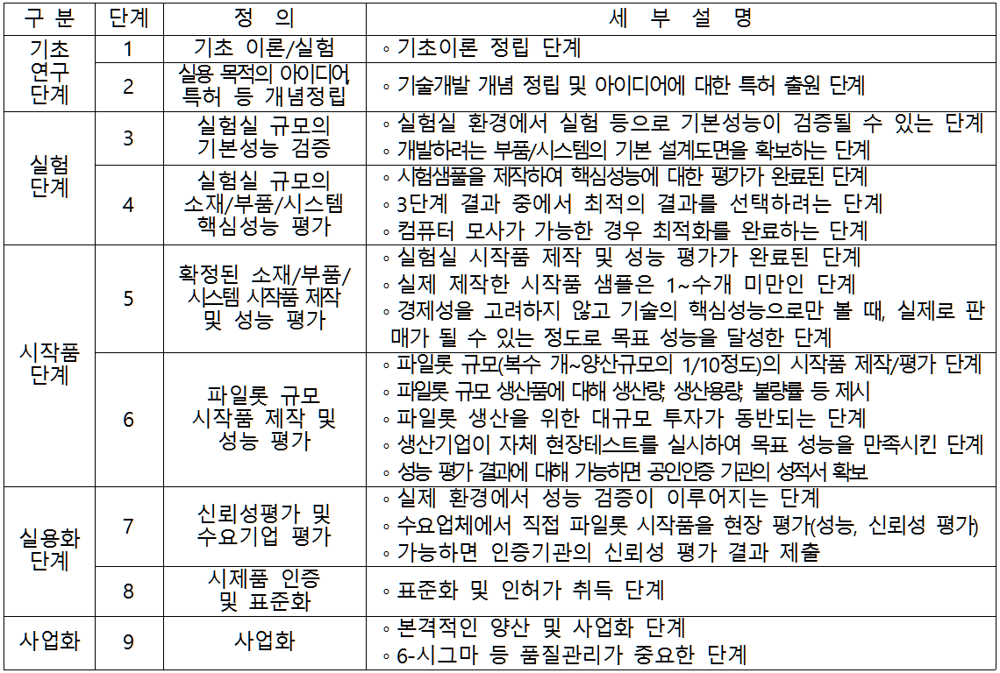 구 분 단계 정 의 세 부 설 명
기초
연구
단계
1 기초 이론/실험 ◦ 기초이론 정립 단계
2
실용 목적의 아이디어,
특허 등 개념정립
◦ 기술개발 개념 정립 및 아이디어에 대한 특허 출원 단계
실험
단계
3
실험실 규모의
기본성능 검증
◦ 실험실 환경에서 실험 등으로 기본성능이 검증될 수 있는 단계
◦ 개발하려는 부품/시스템의 기본 설계도면을 확보하는 단계
4
실험실 규모의
소재/부품/시스템
핵심성능 평가
◦ 시험샘플을 제작하여 핵심성능에 대한 평가가 완료된 단계
◦ 3단계 결과 중에서 최적의 결과를 선택하려는 단계
◦ 컴퓨터 모사가 가능한 경우 최적화를 완료하는 단계
시작품
단계
5
확정된 소재/부품/
시스템 시작품 제작
및 성능 평가
◦ 실험실 시작품 제작 및 성능 평가가 완료된 단계
◦ 실제 제작한 시작품 샘플은 1~수개 미만인 단계
◦ 경제성을 고려하지 않고 기술의 핵심성능으로만 볼 때, 실제로 판
매가 될 수 있는 정도로 목표 성능을 달성한 단계
6
파일롯 규모
시작품 제작 및
성능 평가
◦ 파일롯 규모(복수 개~양산규모의 1/10정도)의 시작품 제작/평가 단계
◦ 파일롯 규모 생산품에 대해 생산량, 생산용량, 불량률 등 제시
◦ 파일롯 생산을 위한 대규모 투자가 동반되는 단계
◦ 생산기업이 자체 현장테스트를 실시하여 목표 성능을 만족시킨 단계
◦ 성능 평가 결과에 대해 가능하면 공인인증 기관의 성적서 확보
실용화
단계
7
신뢰성평가 및
수요기업 평가
◦ 실제 환경에서 성능 검증이 이루어지는 단계
◦ 수요업체에서 직접 파일롯 시작품을 현장 평가(성능, 신뢰성 평가)
◦ 가능하면 인증기관의 신뢰성 평가 결과 제출
8
시제품 인증
및 표준화
◦ 표준화 및 인허가 취득 단계
사업화 9 사업화
◦ 본격적인 양산 및 사업화 단계
◦ 6-시그마 등 품질관리가 중요한 단계